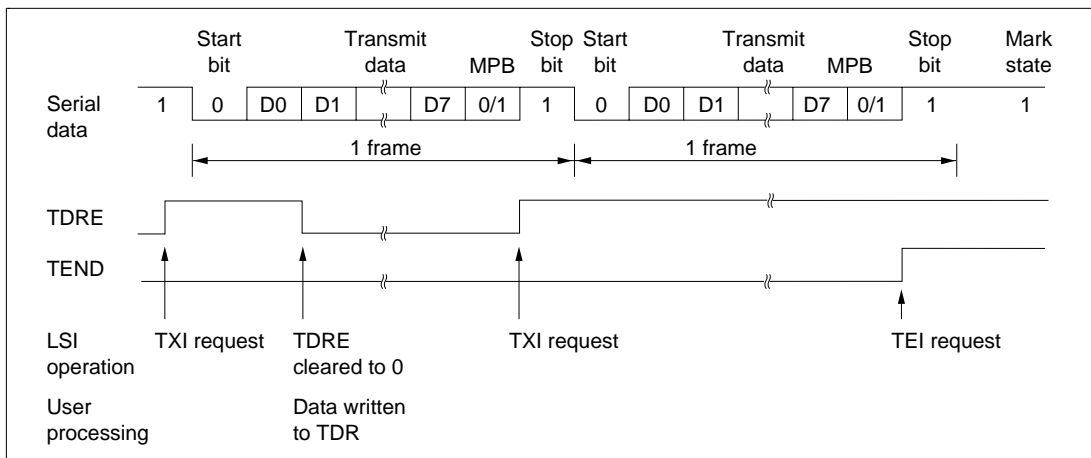 Start bit Transmit data MPB Stop bit Start bit Transmit data MPB Stop bit Mark state
Serial data 1 0 D0 D1 D7 0/1 1 0 D0 D1 D7 0/1 1 1
1 frame 1 frame
TDRE
TEND
LSI operation TXI request TDRE cleared to 0 TXI request TEI request
User processing Data written to TDR